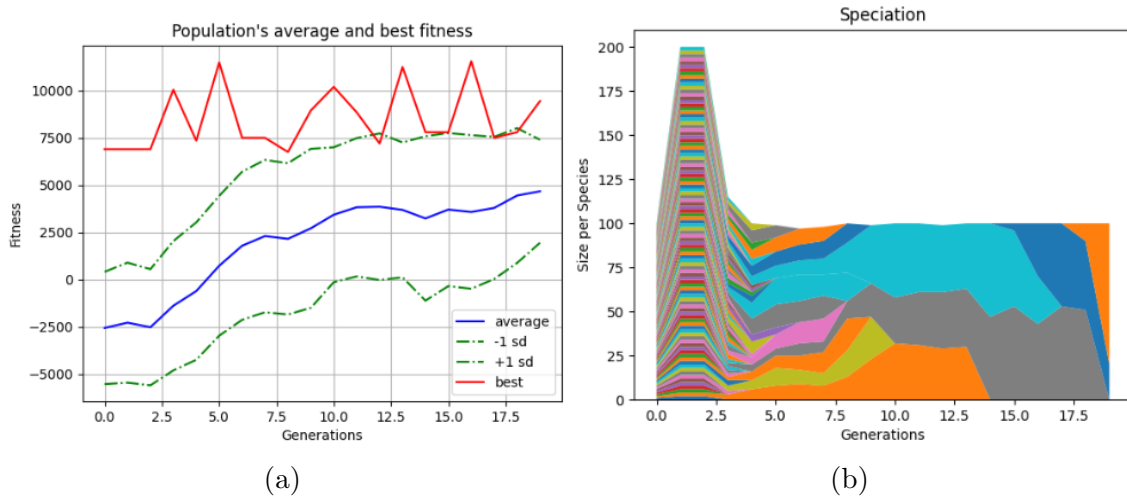 Population's average and best fitness
Fitness
10000
7500
5000
2500
0
−2500
−5000
average
-1 sd
+1 sd
best
0.0 2.5 5.0 7.5 10.0 12.5 15.0 17.5
Generations
(a)
Speciation
Size per Species
200
175
150
125
100
75
50
25
0
0.0 2.5 5.0 7.5 10.0 12.5 15.0 17.5
Generations
(b)